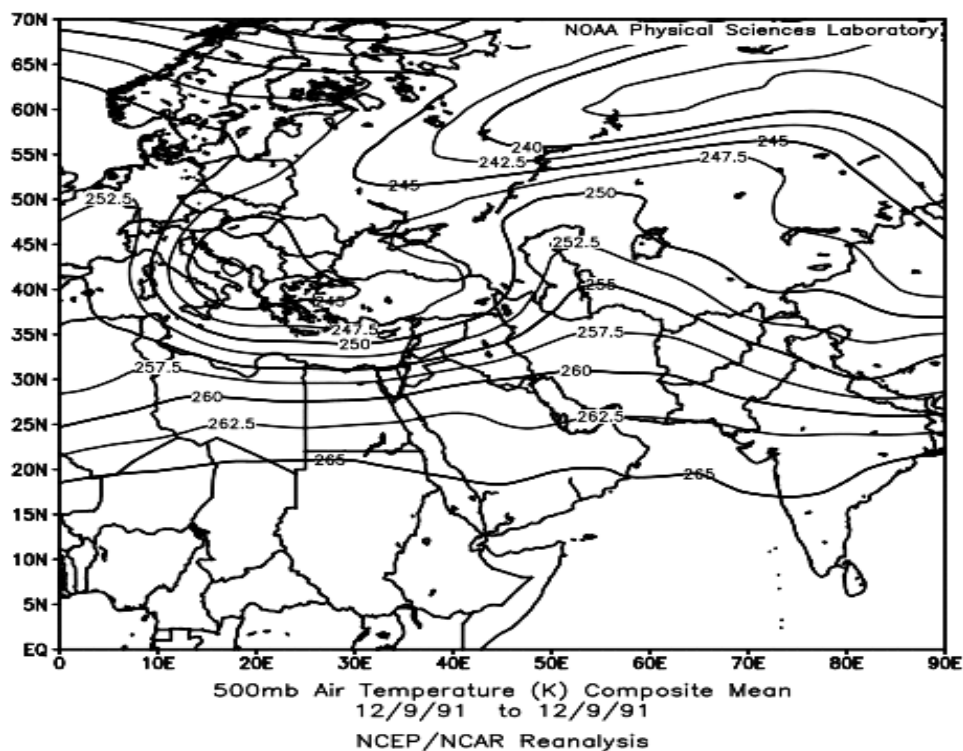 70N
NOAA Physical Sciences Laboratory
65N
60N
55N
240
242.5
245
247.5
245
50N
252.5
250
45N
252.5
40N
245
255
35N
247.5
250
257.5
30N
257.5
260
25N
260
262.5
262.5
20N
265
265
15N
10N
5N
EQ
0 10E 20E 30E 40E 50E 60E 70E 80E 90E
500mb Air Temperature (K) Composite Mean
12/9/91 to 12/9/91
NCEP/NCAR Reanalysis